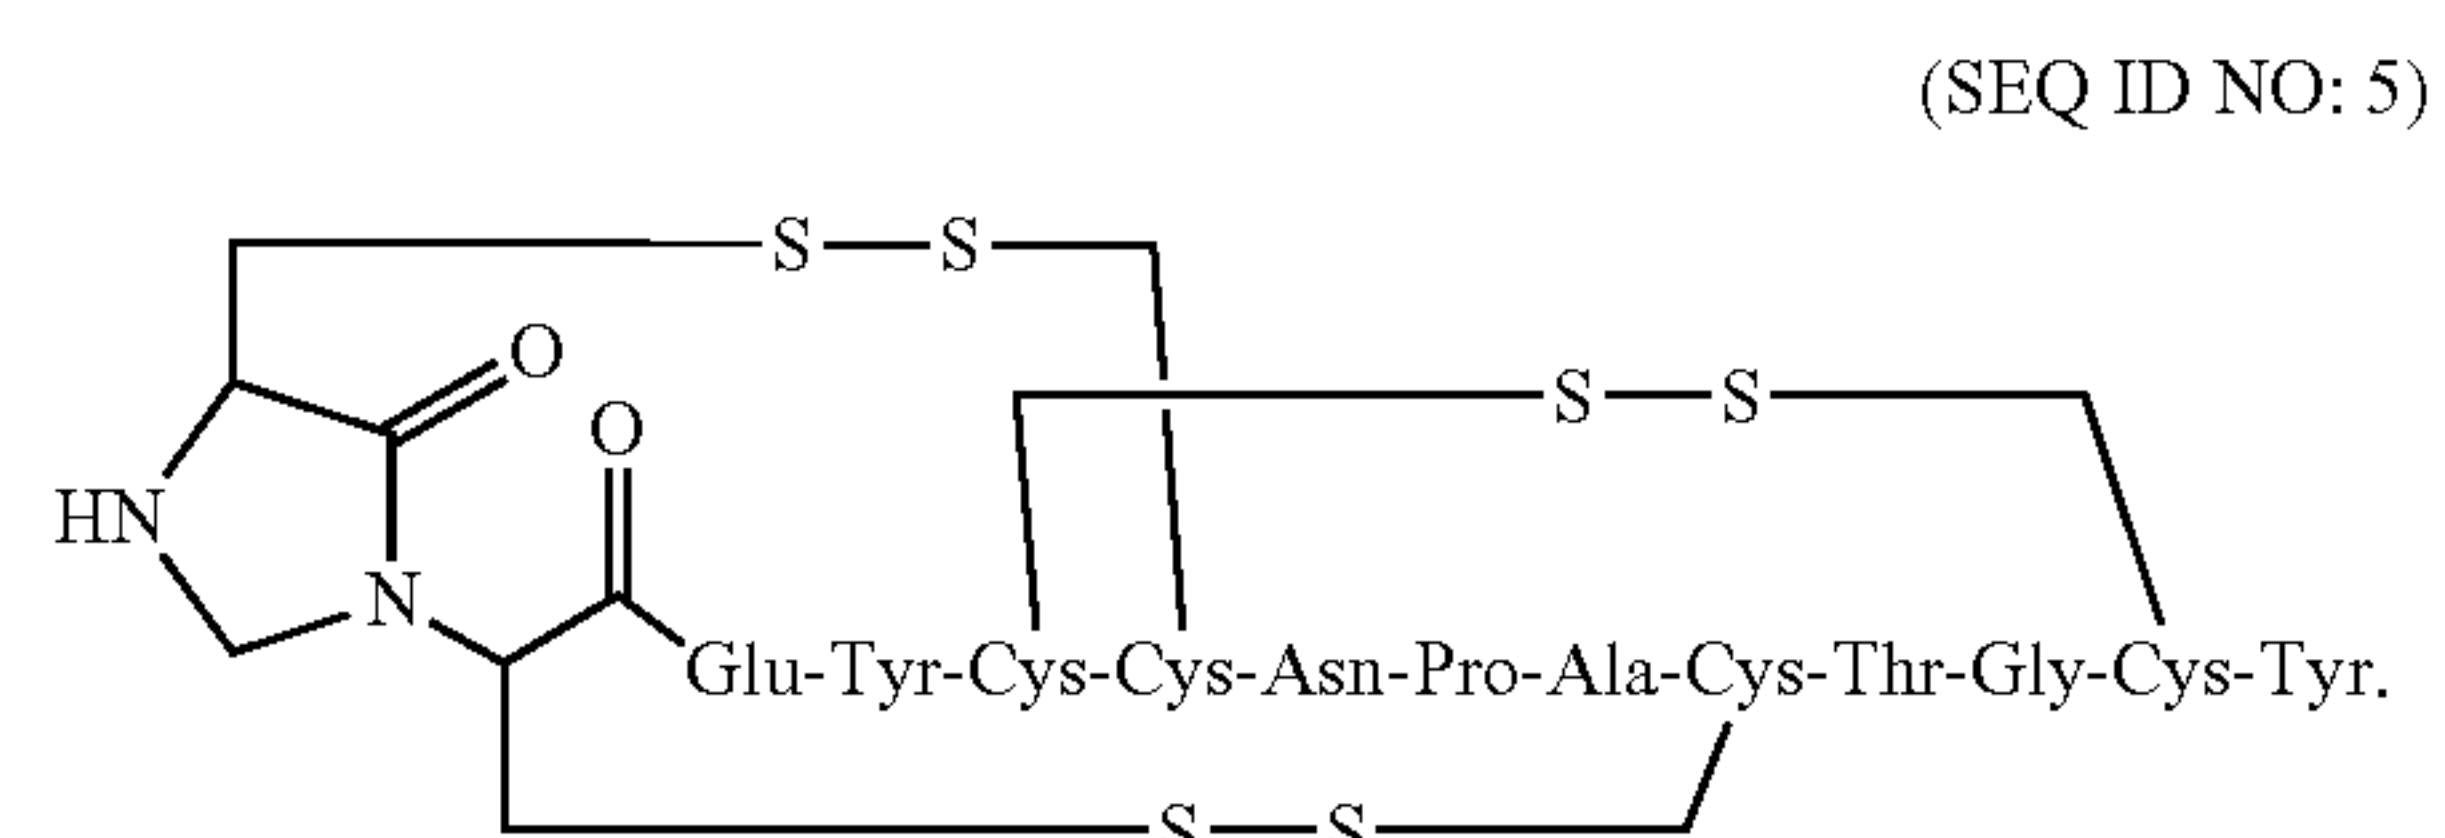 (SEQ ID NO: 5)
S S
O
S S
O
HN
N
Glu-Tyr-Cys-Cys-Asn-Pro-Ala-Cys-Thr-Gly-Cys-Tyr.
S S